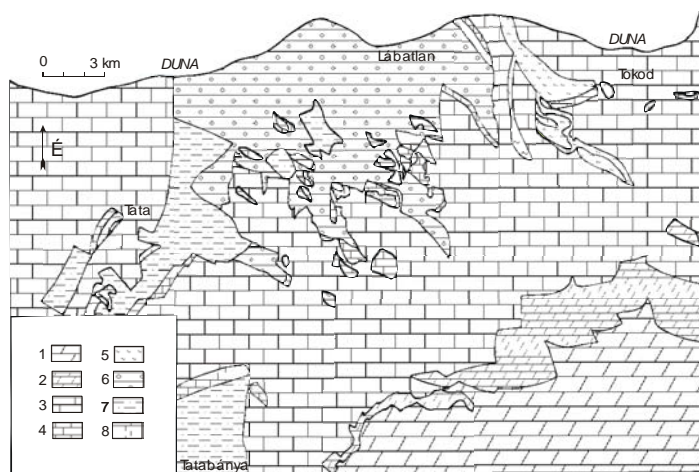 DUNA
DUNA
0 3 km
Lábatlan
Tokod
É
Tata
1 5
2 6
3 7
4 8
Tatabánya